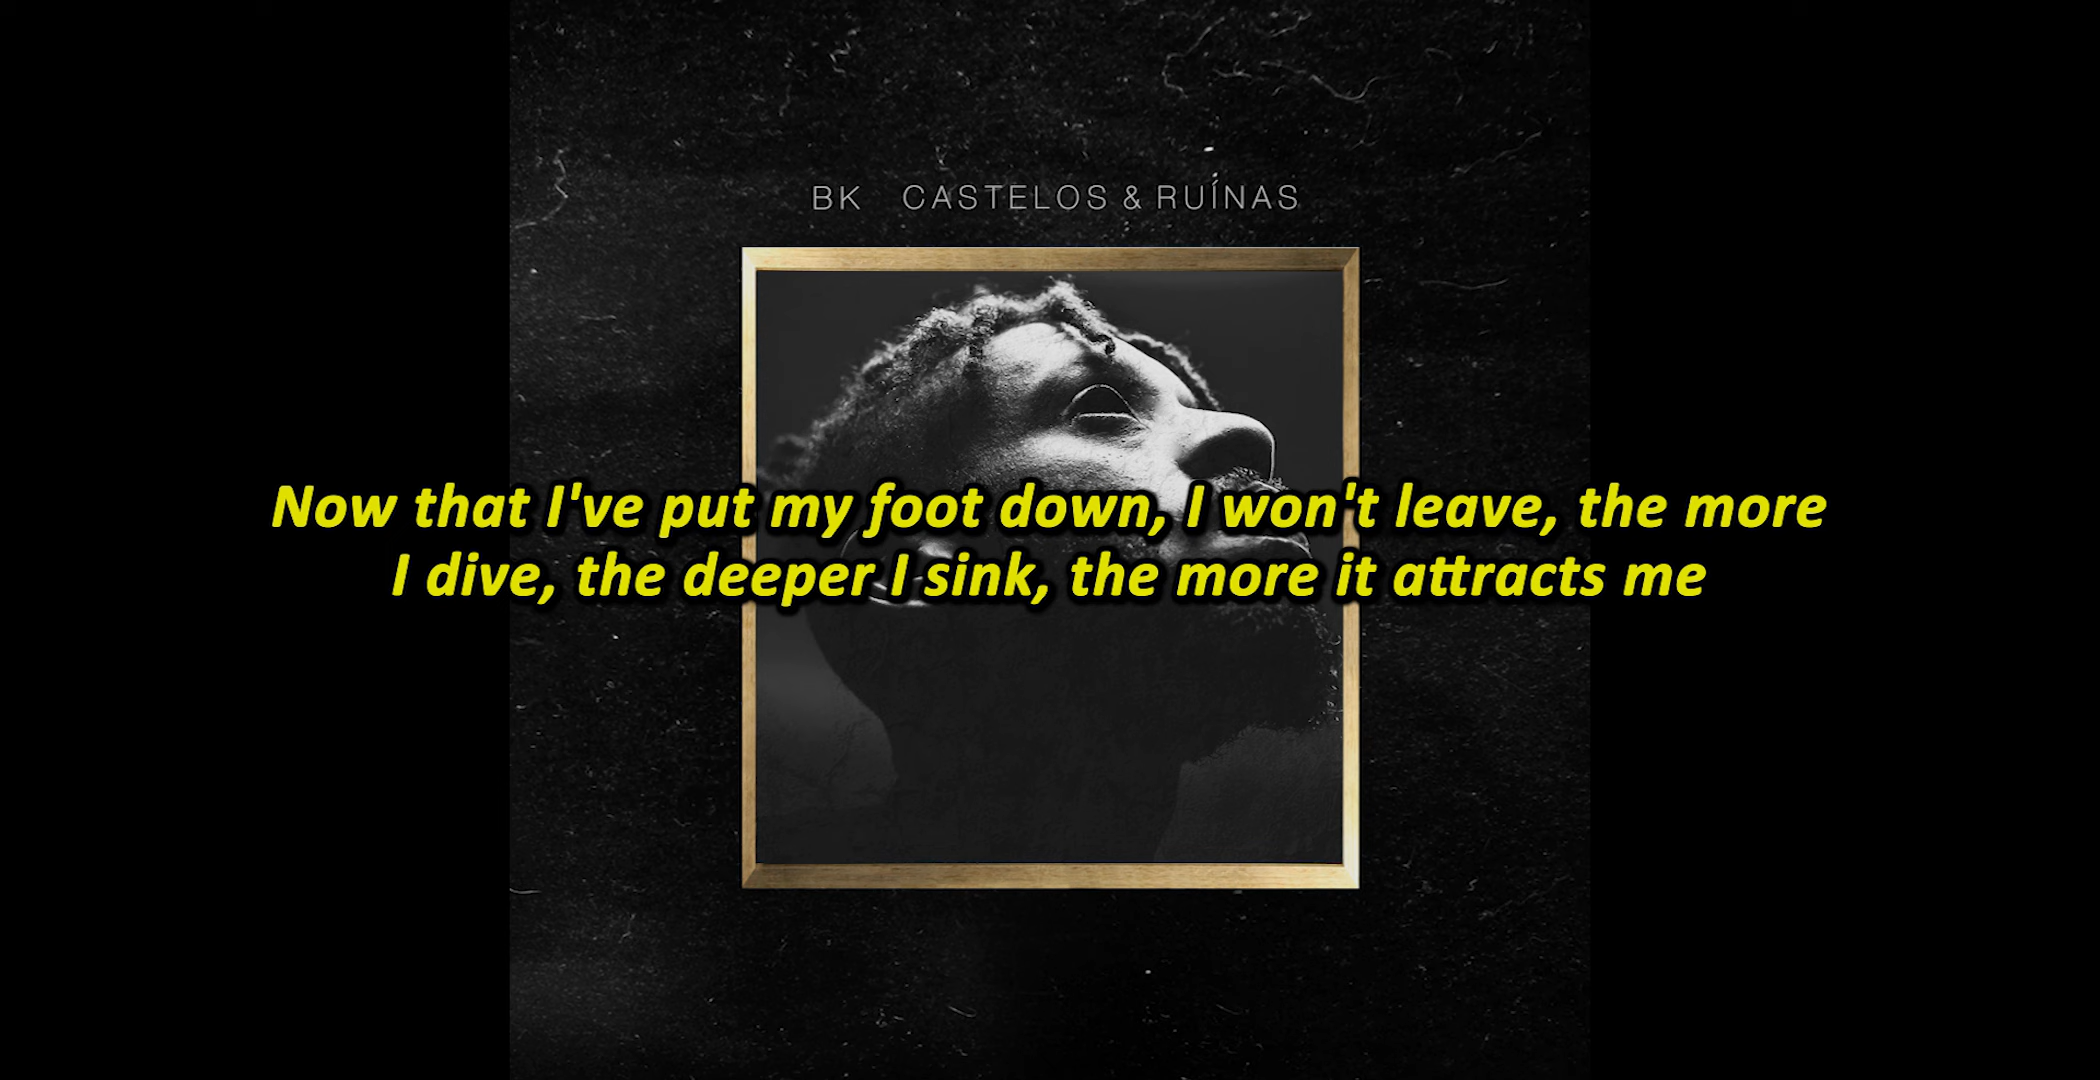 BK CASTELOS & RUÍNAS
Now that I've put my foot down, I won't leave, the more
I dive, the deeper I sink, the more it attracts me